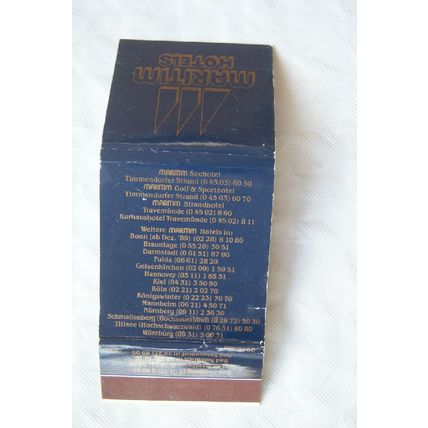 MARITIM
HOTELS
MARITIM Seehotel
Timmendorfer Strand (0 45 03) 60 50
MARITIM Golf & Sporthotel
Timmendorfer Strand (0 45 03) 60 70
MARITIM Strandhotel
Travemünde (0 45 02) 8 90
Kurhaushotel Travemünde (0 45 02) 8 11
Weitere MARITIM Hotels in:
Bonn (ab Dez. '89) (02 28) 8 10 80
Braunlage (0 55 20) 30 51
Darmstadt (0 61 51) 87 80
Fulda (06 61) 28 20
Gelsenkirchen (02 09) 1 59 51
Hannover (05 11) 1 65 31
Kiel (04 31) 3 50 50
Köln (02 21) 2 02 70
Königswinter (0 22 23) 70 70
Mannheim (06 21) 4 50 71
Nürnberg (09 11) 2 36 30
Schmallenberg (Hochsauerland) (0 29 72) 30 30
Titisee (Hochschwarzwald) (0 76 51) 80 80
Würzburg (09 31) 5 08 31